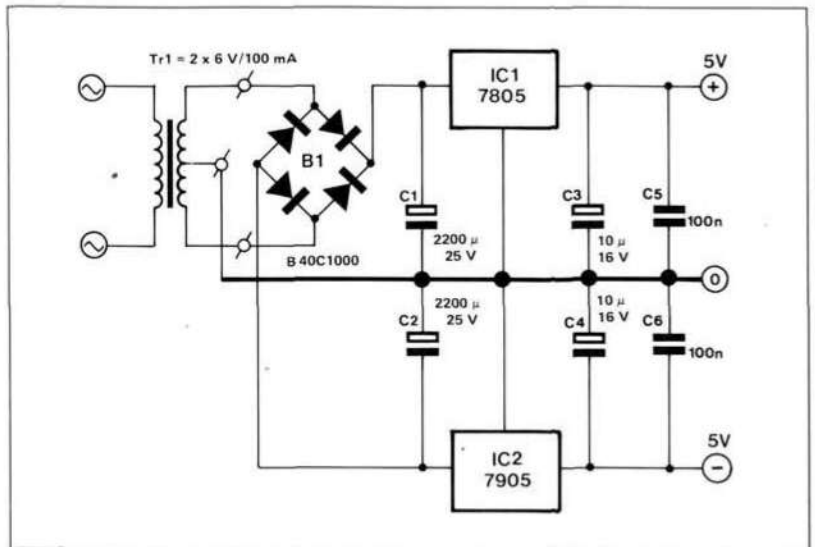 Tr1 = 2 x 6 V/100 mA
B1
B40C1000
IC1
7805
5V
+
C1
2200 µ
25 V
C3
10 µ
16 V
C5
100n
0
C2
2200 µ
25 V
C4
10 µ
16 V
C6
100n
IC2
7905
5V
−